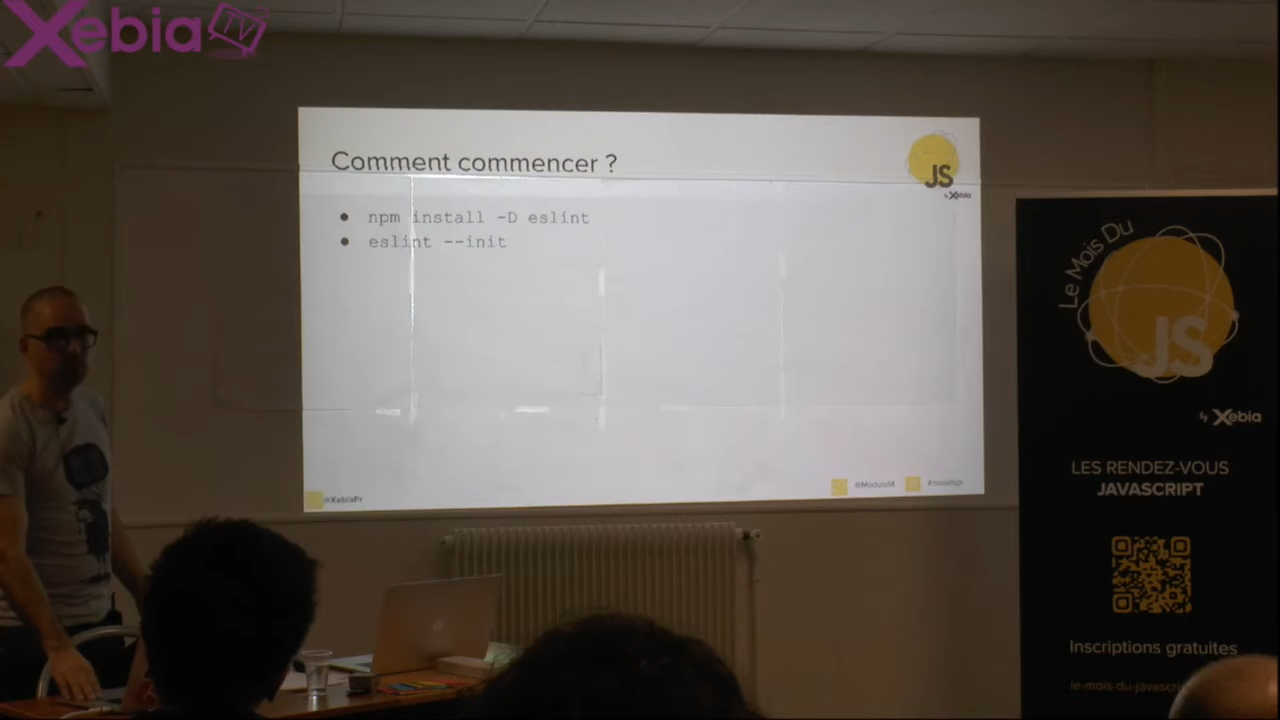 Xebia TV
Comment commencer ?
JS
by Xebia
● npm install -D eslint
● eslint --init
@XebiaFr
@ModuloM
Le Mois Du
JS
by Xebia
LES RENDEZ-VOUS
JAVASCRIPT
Inscriptions gratuites